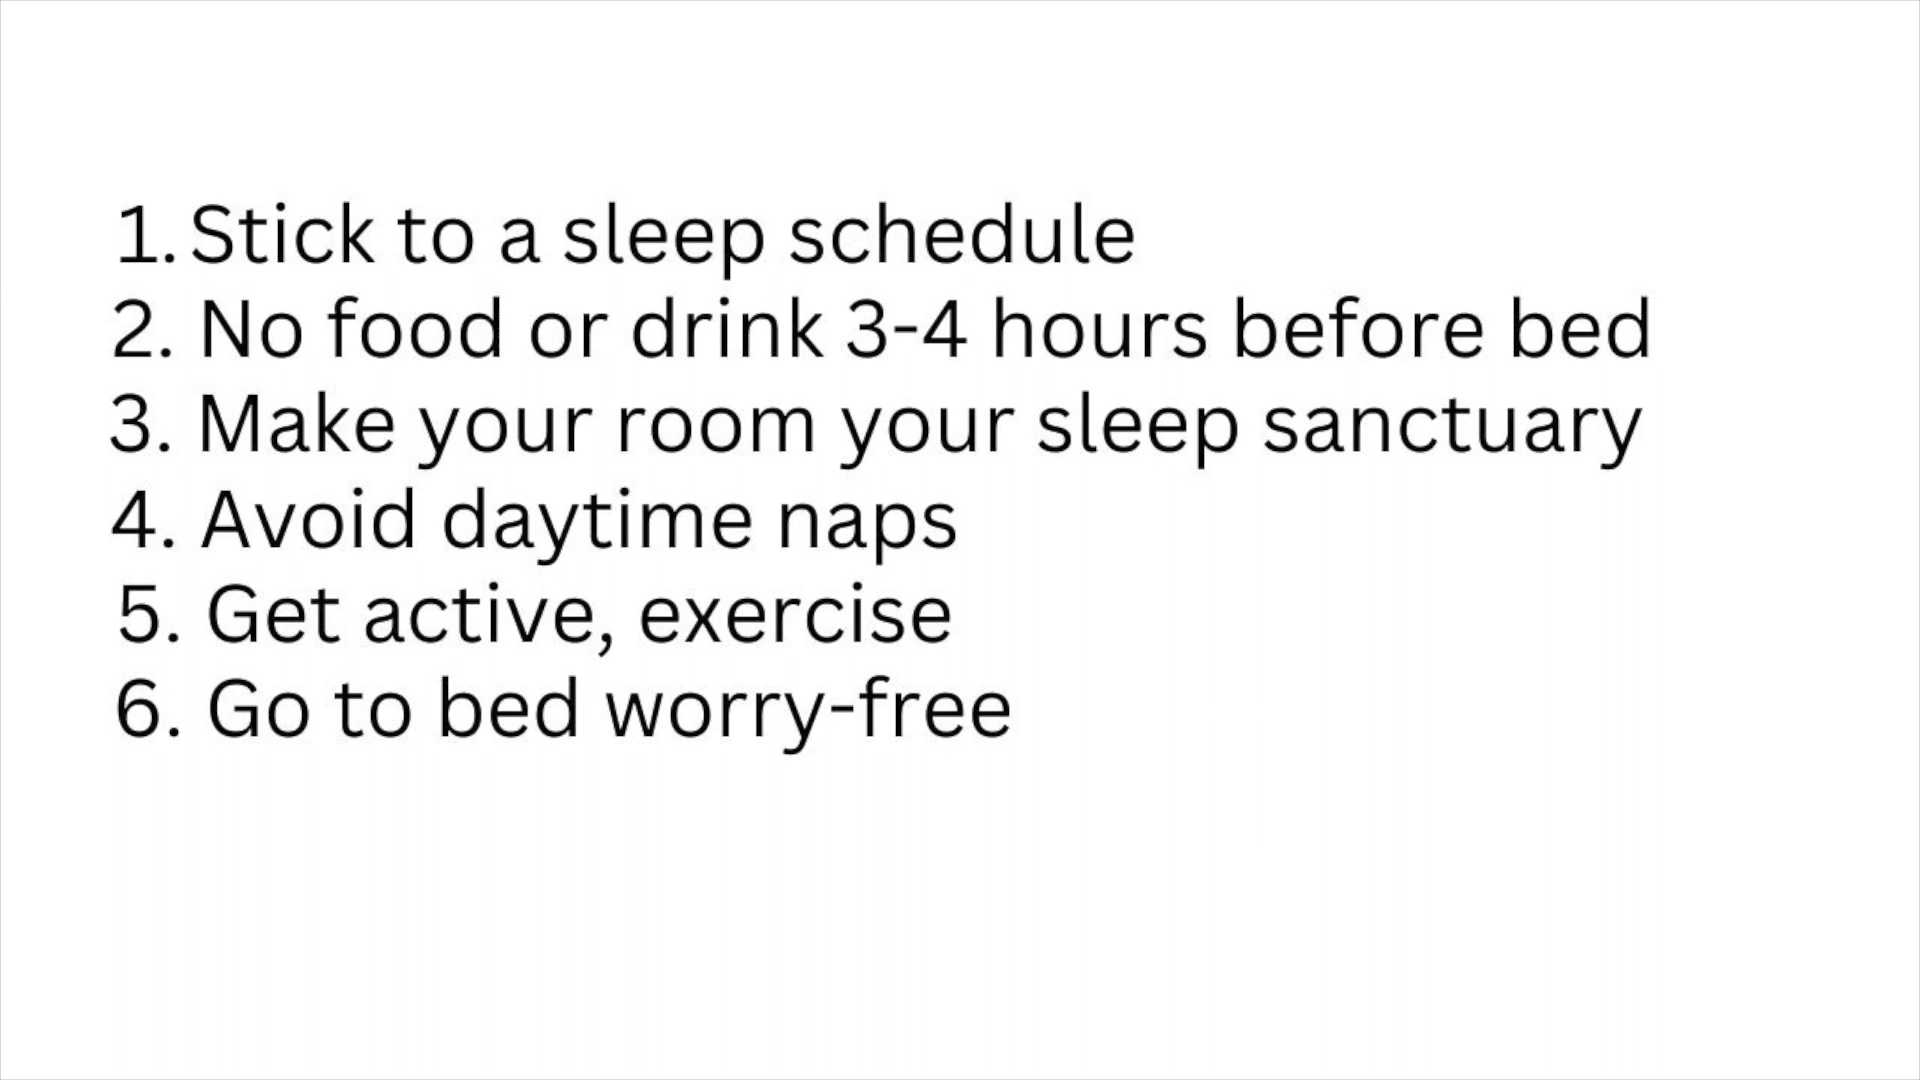 1. Stick to a sleep schedule
2. No food or drink 3-4 hours before bed
3. Make your room your sleep sanctuary
4. Avoid daytime naps
5. Get active, exercise
6. Go to bed worry-free